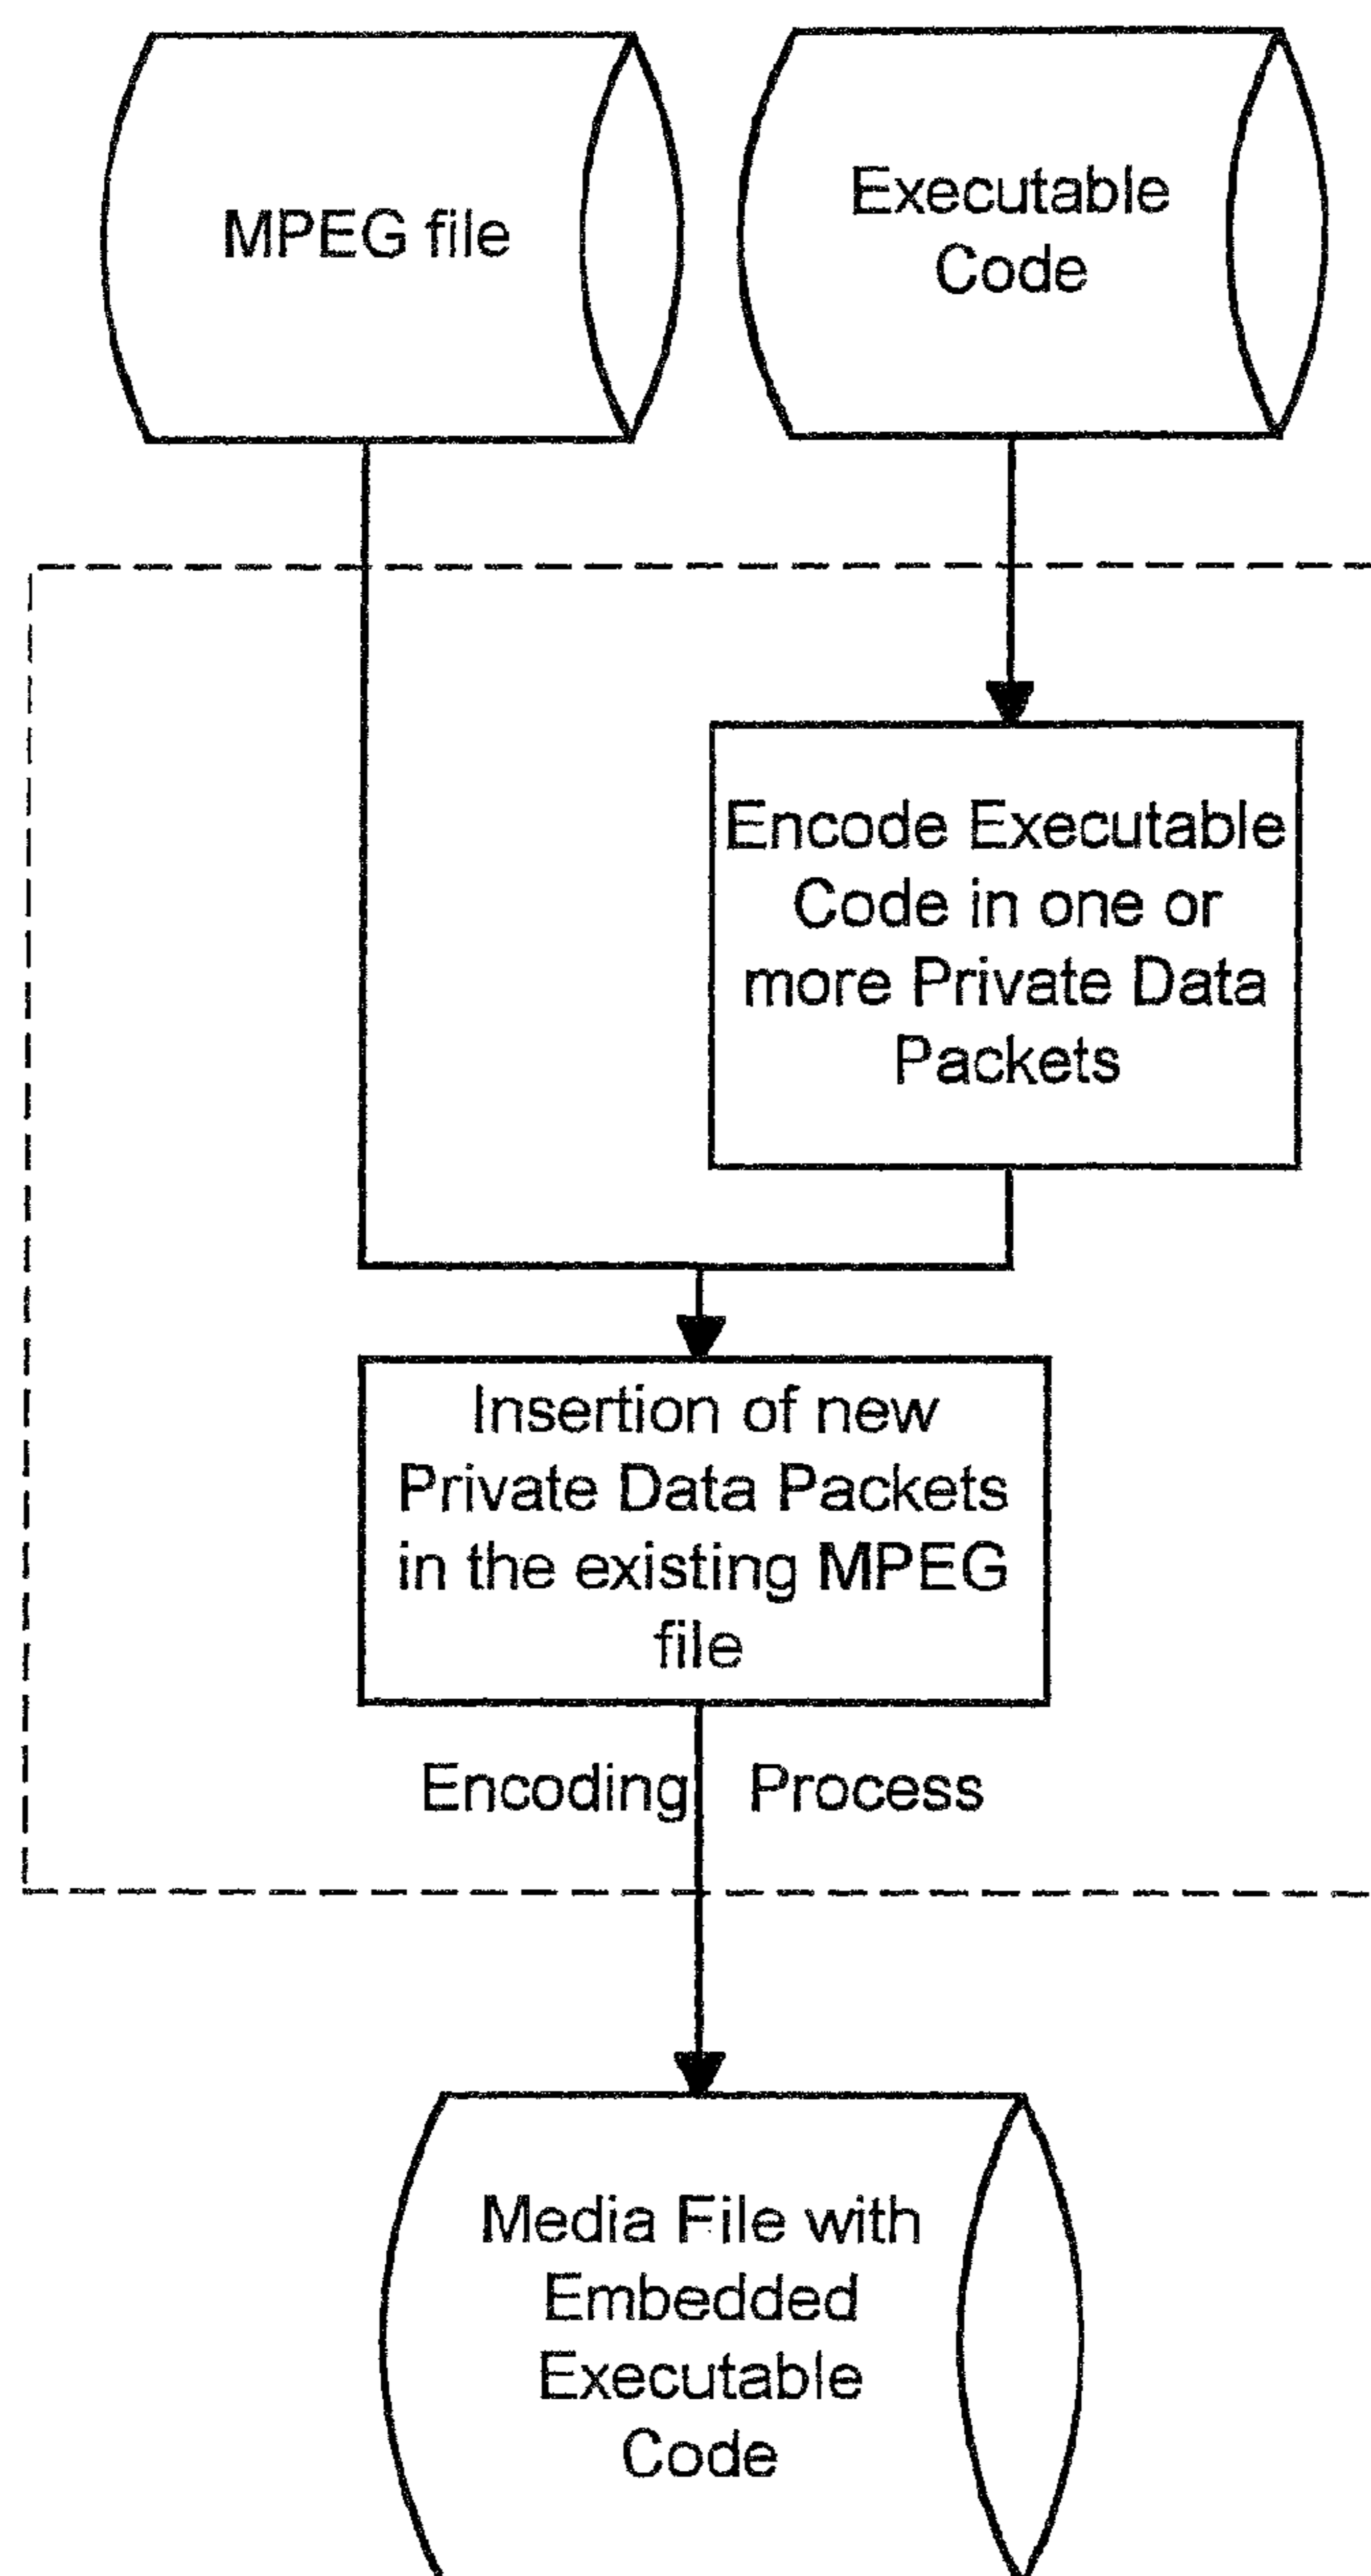 MPEG file
Executable
Code
Encode Executable
Code in one or
more Private Data
Packets
Insertion of new
Private Data Packets
in the existing MPEG
file
Encoding Process
Media File with
Embedded
Executable
Code